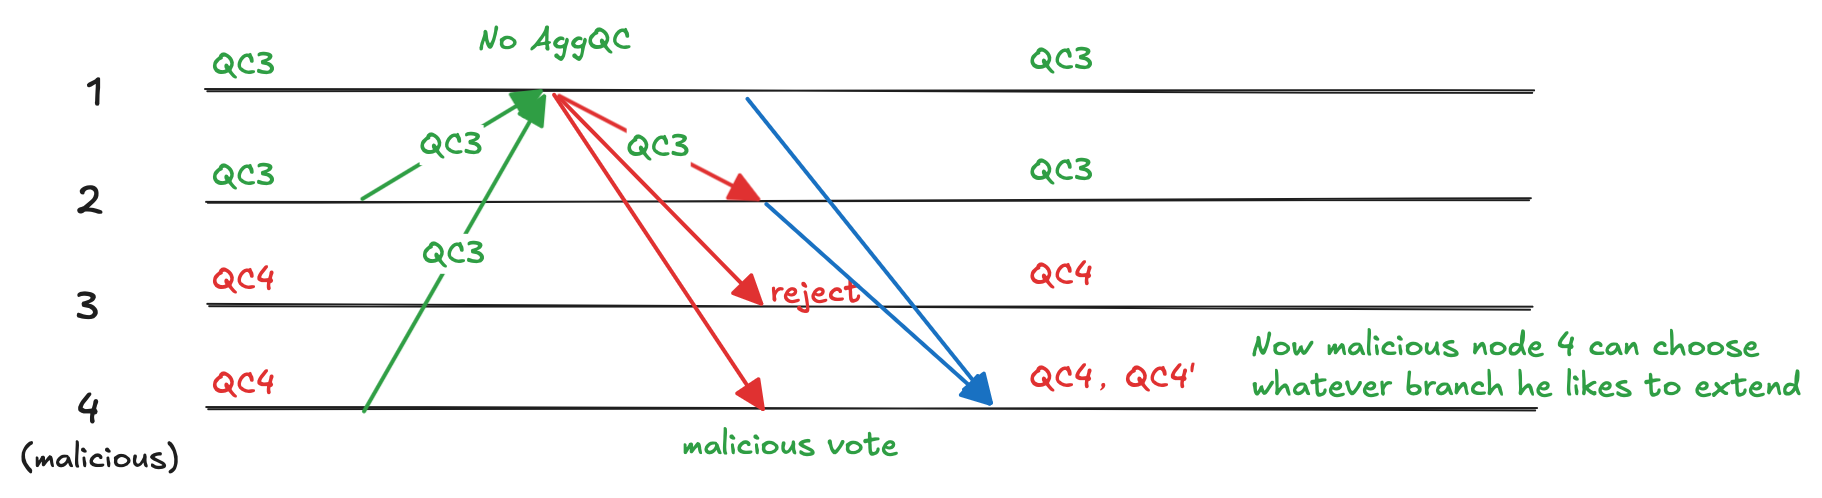 No AggQC
QC3
QC3
1
QC3
QC3
QC3
QC3
2
QC3
QC4
QC4
3
reject
QC4
QC4, QC4'
Now malicious node 4 can choose
whatever branch he likes to extend
4
(malicious)
malicious vote